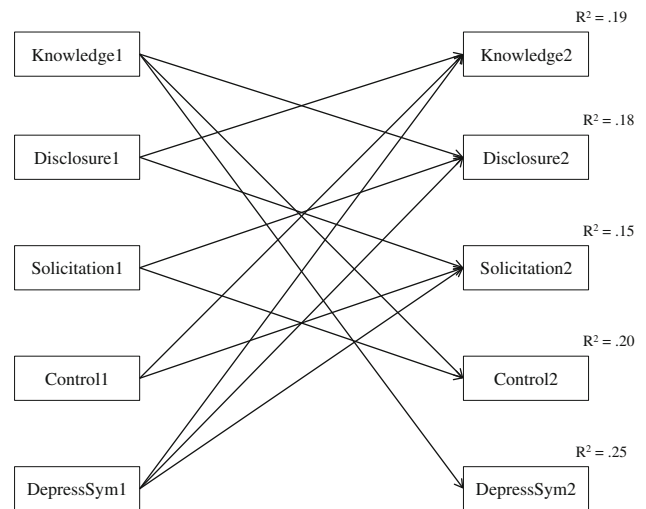 R² = .19
Knowledge1
Knowledge2
R² = .18
Disclosure1
Disclosure2
R² = .15
Solicitation1
Solicitation2
R² = .20
Control1
Control2
R² = .25
DepressSym1
DepressSym2